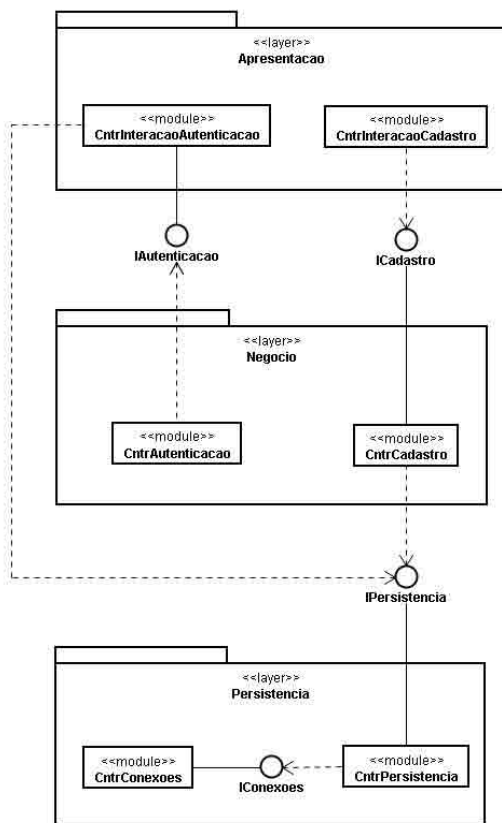 <<layer>>
Apresentacao
<<module>>
CntrInteracaoAutenticacao
<<module>>
CntrInteracaoCadastro
IAutenticacao
ICadastro
<<layer>>
Negocio
<<module>>
CntrAutenticacao
<<module>>
CntrCadastro
IPersistencia
<<layer>>
Persistencia
<<module>>
CntrConexoes
IConexoes
<<module>>
CntrPersistencia